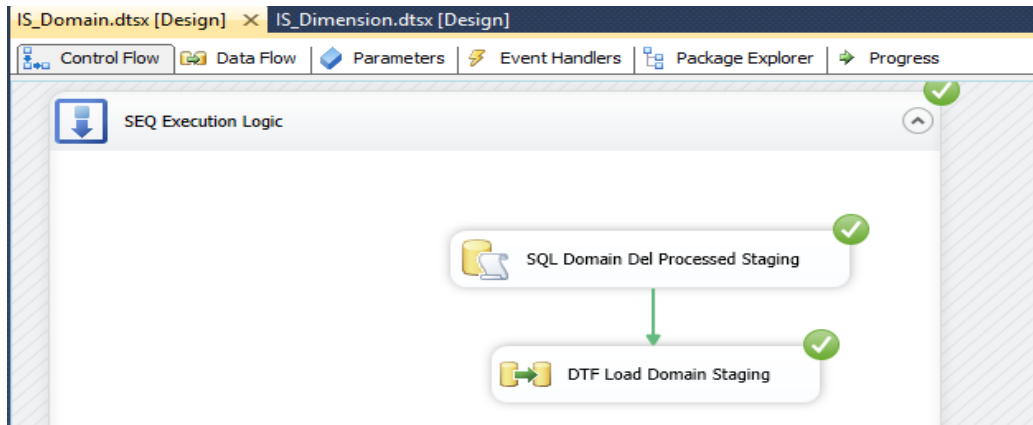 IS_Domain.dtsx [Design] IS_Dimension.dtsx [Design]
Control Flow Data Flow Parameters Event Handlers Package Explorer Progress
SEQ Execution Logic
SQL Domain Del Processed Staging
DTF Load Domain Staging